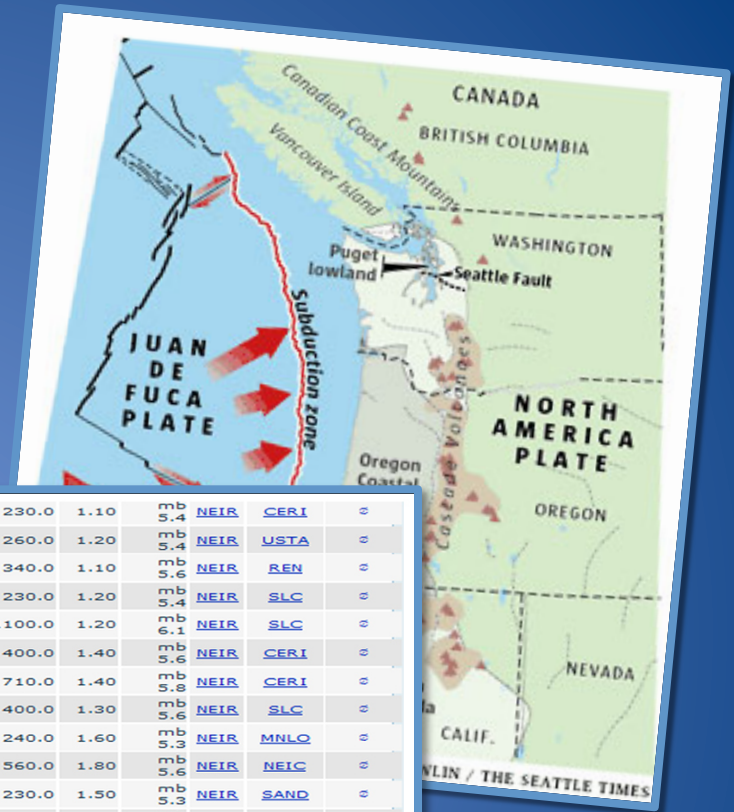 CANADA
Canadian Coast Mountains
BRITISH COLUMBIA
Vancouver Island
WASHINGTON
Puget
lowland
Seattle Fault
Subduction zone
JUAN
DE
FUCA
PLATE
Cascade Volcanoes
NORTH
AMERICA
PLATE
Oregon
Coastal
OREGON
NEVADA
la
CALIF.
NLIN / THE SEATTLE TIMES
230.0 1.10 mb 5.4 NEIR CERI
260.0 1.20 mb 5.4 NEIR USTA
340.0 1.10 mb 5.6 NEIR REN
230.0 1.20 mb 5.4 NEIR SLC
100.0 1.20 mb 6.1 NEIR SLC
400.0 1.40 mb 5.6 NEIR CERI
710.0 1.40 mb 5.8 NEIR CERI
400.0 1.30 mb 5.6 NEIR SLC
240.0 1.60 mb 5.3 NEIR MNLO
560.0 1.80 mb 5.6 NEIR NEIC
230.0 1.50 mb 5.3 NEIR SAND